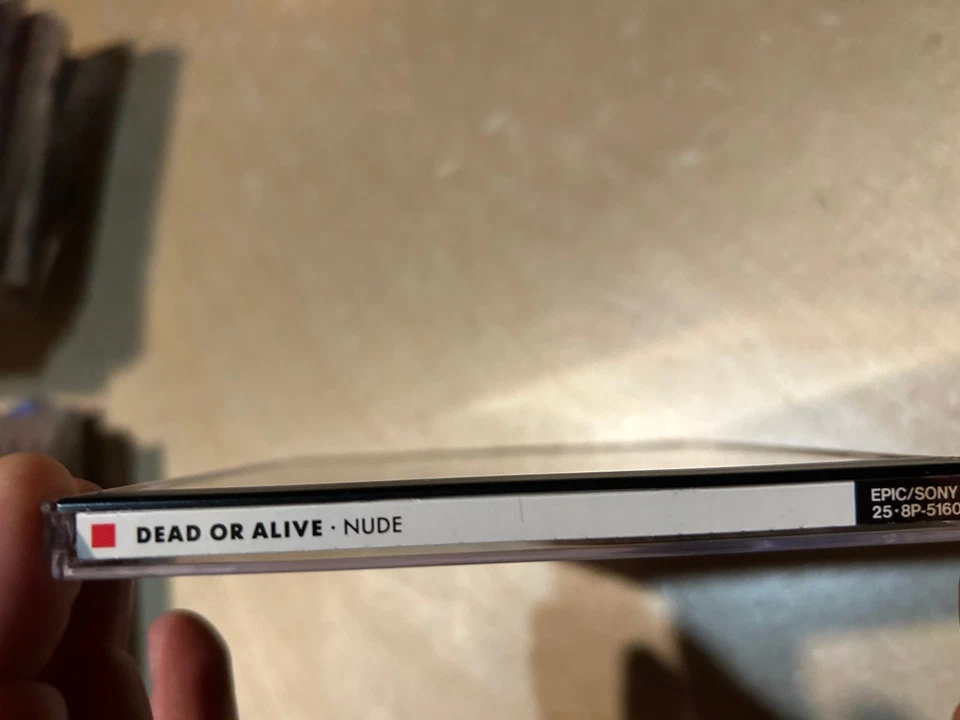 DEAD OR ALIVE · NUDE
EPIC/SONY
25·8P-5160